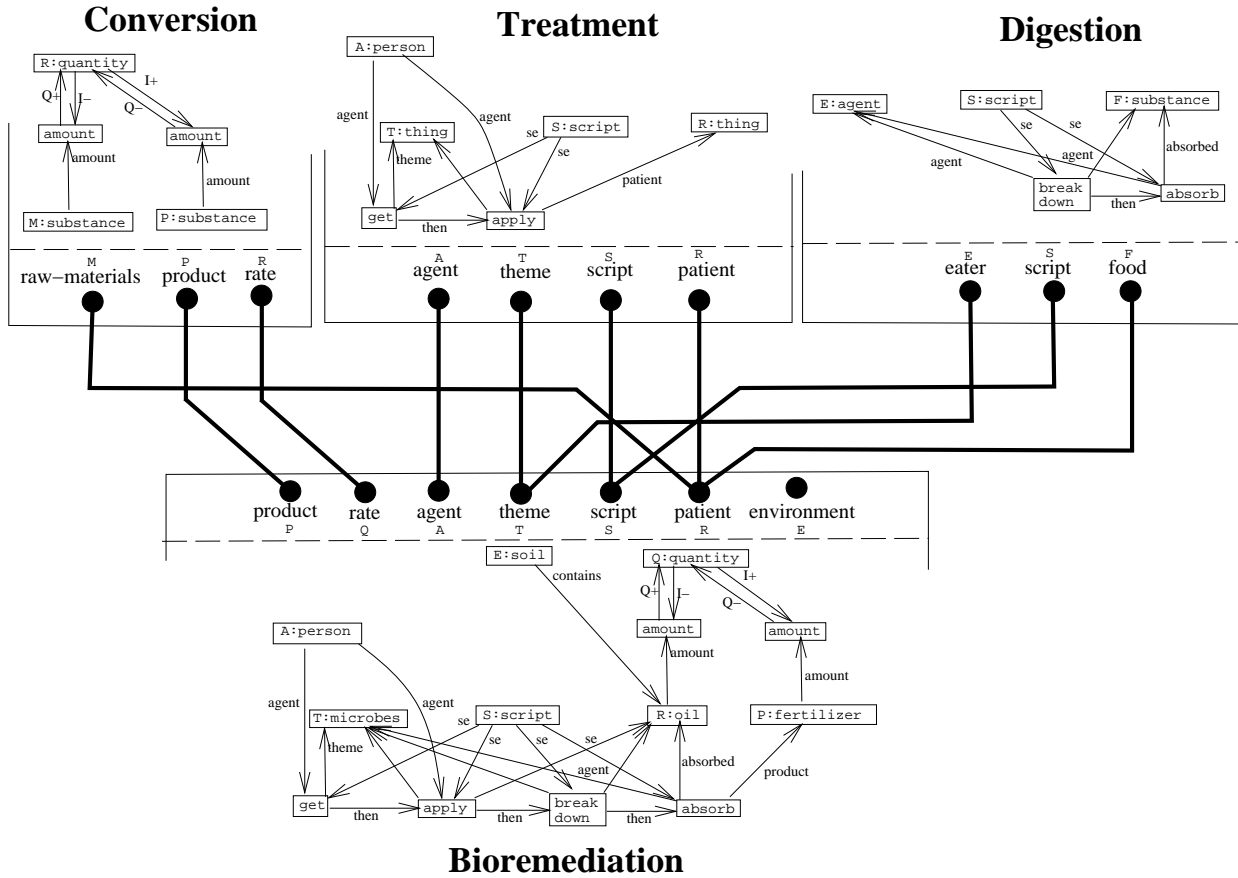 Conversion
Treatment
Digestion
R:quantity
Q+
I−
I+
Q−
amount
amount
amount
amount
M:substance
P:substance
M
P
R
raw−materials
product
rate
A:person
agent
agent
T:thing
S:script
R:thing
theme
se
se
patient
get
then
apply
A
T
S
R
agent
theme
script
patient
E:agent
S:script
F:substance
se
se
absorbed
agent
agent
break
down
then
absorb
E
S
F
eater
script
food
product
rate
agent
theme
script
patient
environment
P
Q
A
T
S
R
E
E:soil
contains
Q:quantity
Q+
I−
I+
Q−
amount
amount
amount
amount
A:person
agent
agent
T:microbes
S:script
R:oil
P:fertilizer
theme
se
se
se
se
agent
absorbed
product
get
then
apply
then
break
down
then
absorb
Bioremediation